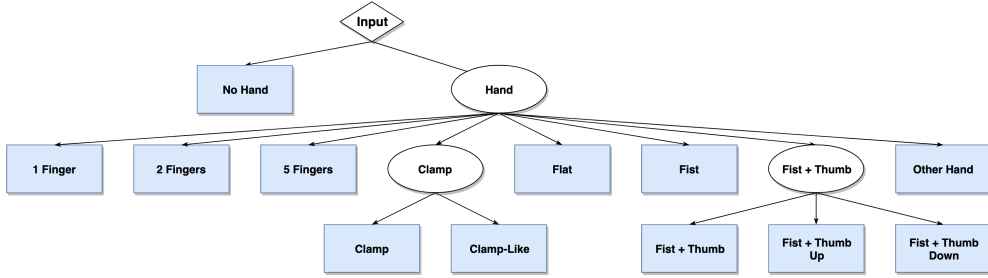 Input
No Hand
Hand
1 Finger
2 Fingers
5 Fingers
Clamp
Flat
Fist
Fist + Thumb
Other Hand
Clamp
Clamp-Like
Fist + Thumb
Fist + Thumb
Up
Fist + Thumb
Down